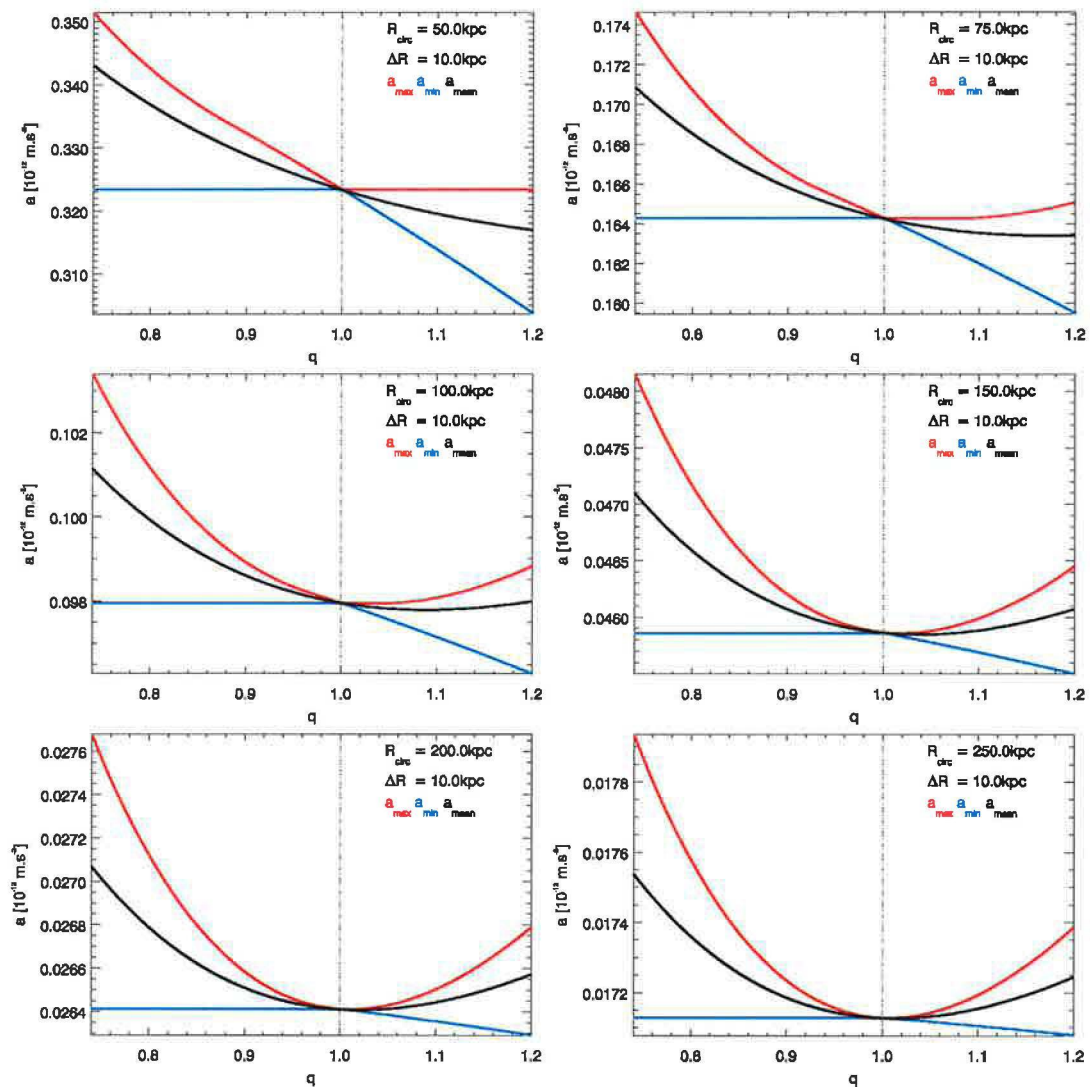 R_circ = 50.0kpc
ΔR = 10.0kpc
a_max a_min a_mean
a [10⁻¹² m.s⁻²]
0.350
0.340
0.330
0.320
0.310
0.8 0.9 1.0 1.1 1.2
q
R_circ = 75.0kpc
ΔR = 10.0kpc
a_max a_min a_mean
a [10⁻¹² m.s⁻²]
0.174
0.172
0.170
0.168
0.166
0.164
0.162
0.160
0.8 0.9 1.0 1.1 1.2
q
R_circ = 100.0kpc
ΔR = 10.0kpc
a_max a_min a_mean
a [10⁻¹² m.s⁻²]
0.102
0.100
0.098
0.8 0.9 1.0 1.1 1.2
q
R_circ = 150.0kpc
ΔR = 10.0kpc
a_max a_min a_mean
a [10⁻¹² m.s⁻²]
0.0480
0.0475
0.0470
0.0465
0.0460
0.8 0.9 1.0 1.1 1.2
q
R_circ = 200.0kpc
ΔR = 10.0kpc
a_max a_min a_mean
a [10⁻¹² m.s⁻²]
0.0276
0.0274
0.0272
0.0270
0.0268
0.0266
0.0264
0.8 0.9 1.0 1.1 1.2
q
R_circ = 250.0kpc
ΔR = 10.0kpc
a_max a_min a_mean
a [10⁻¹² m.s⁻²]
0.0178
0.0176
0.0174
0.0172
0.8 0.9 1.0 1.1 1.2
q